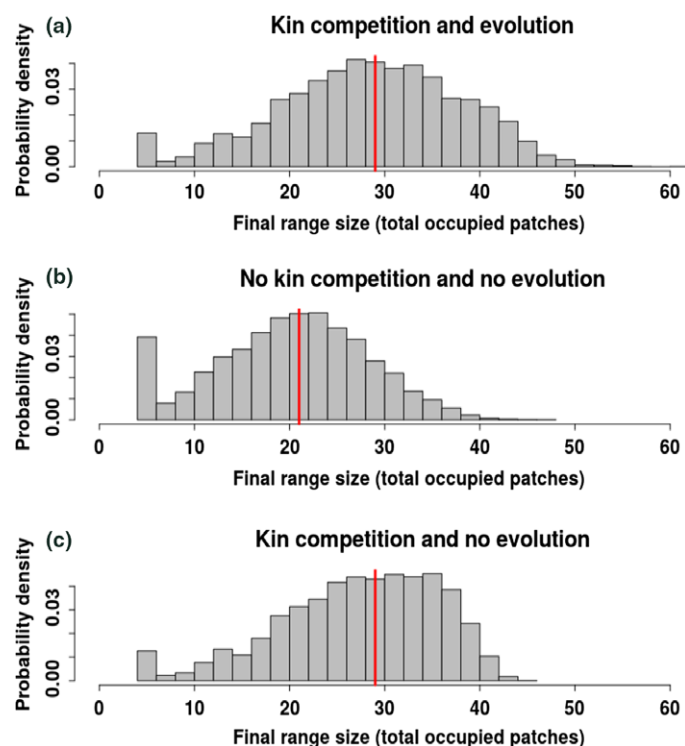 (a) Kin competition and evolution
Probability density
0.03
0.00
0 10 20 30 40 50 60
Final range size (total occupied patches)
(b) No kin competition and no evolution
Probability density
0.03
0.00
0 10 20 30 40 50 60
Final range size (total occupied patches)
(c) Kin competition and no evolution
Probability density
0.03
0.00
0 10 20 30 40 50 60
Final range size (total occupied patches)